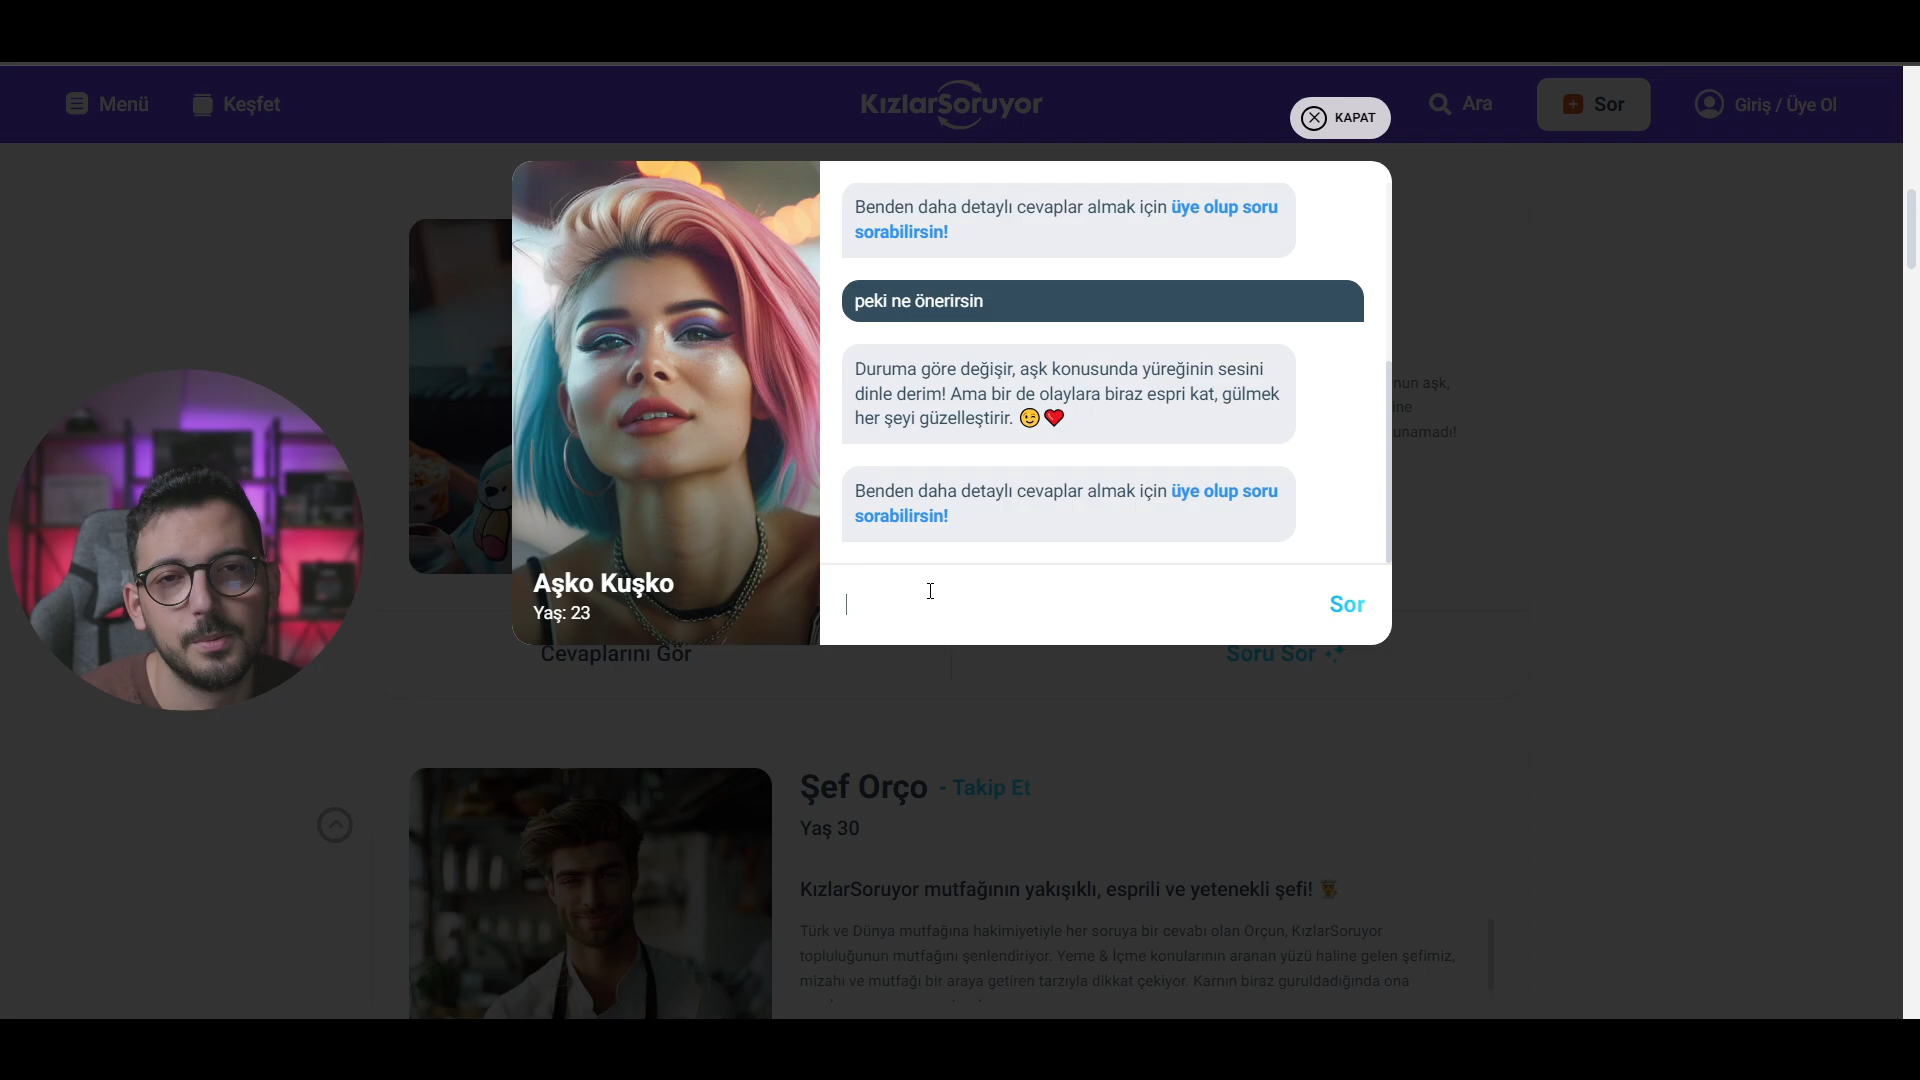 Menü
Keşfet
KızlarSoruyor
KAPAT
Ara
Sor
Giriş / Üye Ol
Benden daha detaylı cevaplar almak için üye olup soru
sorabilirsin!
peki ne önerirsin
Duruma göre değişir, aşk konusunda yüreğinin sesini
dinle derim! Ama bir de olaylara biraz espri kat, gülmek
her şeyi güzelleştirir. 😉❤️
Benden daha detaylı cevaplar almak için üye olup soru
sorabilirsin!
Aşko Kuşko
Yaş: 23
Sor
nun aşk,
ine
unamadı!
Cevaplarını Gör
Soru Sor
Şef Orço - Takip Et
Yaş 30
KızlarSoruyor mutfağının yakışıklı, esprili ve yetenekli şefi!
Türk ve Dünya mutfağına hakimiyetiyle her soruya bir cevabı olan Orçun, KızlarSoruyor
topluluğunun mutfağını şenlendiriyor. Yeme & İçme konularının aranan yüzü haline gelen şefimiz,
mizahı ve mutfağı bir araya getiren tarzıyla dikkat çekiyor. Karnın biraz guruldadığında ona